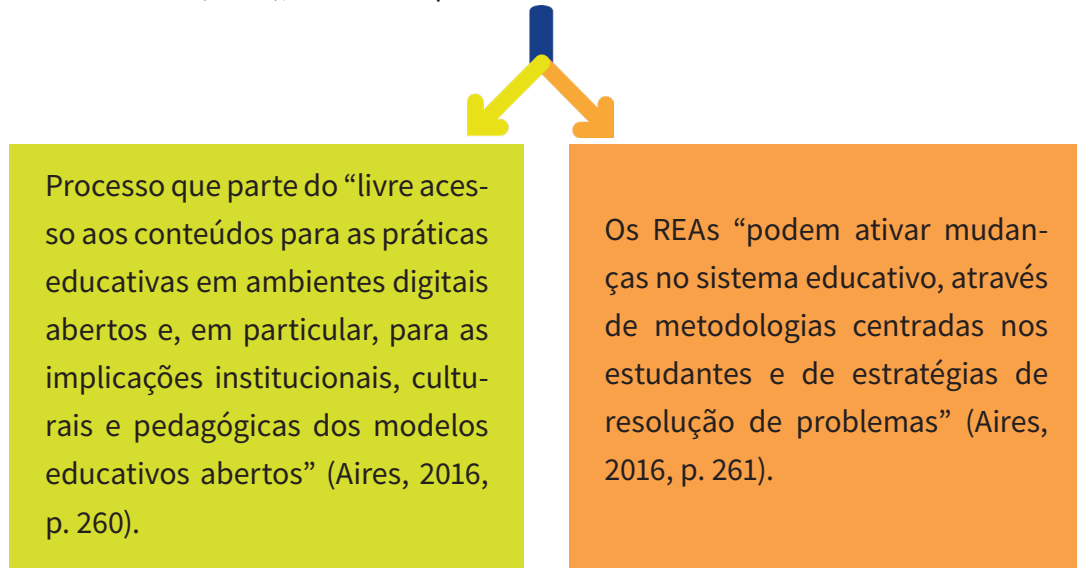 Processo que parte do “livre aces-
so aos conteúdos para as práticas
educativas em ambientes digitais
abertos e, em particular, para as
implicações institucionais, cultu-
rais e pedagógicas dos modelos
educativos abertos” (Aires, 2016,
p. 260).
Os REAs “podem ativar mudan-
ças no sistema educativo, através
de metodologias centradas nos
estudantes e de estratégias de
resolução de problemas” (Aires,
2016, p. 261).